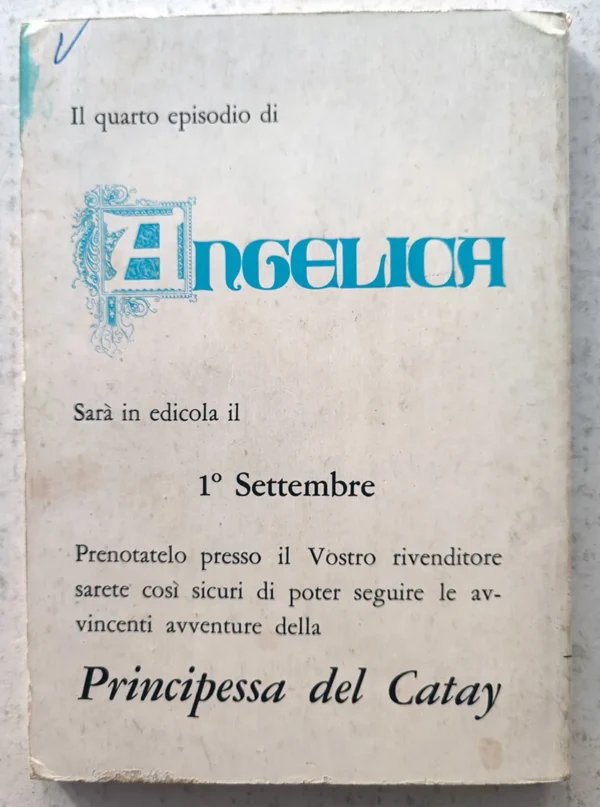 Il quarto episodio di
ANGELICA
Sarà in edicola il
1º Settembre
Prenotatelo presso il Vostro rivenditore
sarete così sicuri di poter seguire le av-
vincenti avventure della
Principessa del Catay